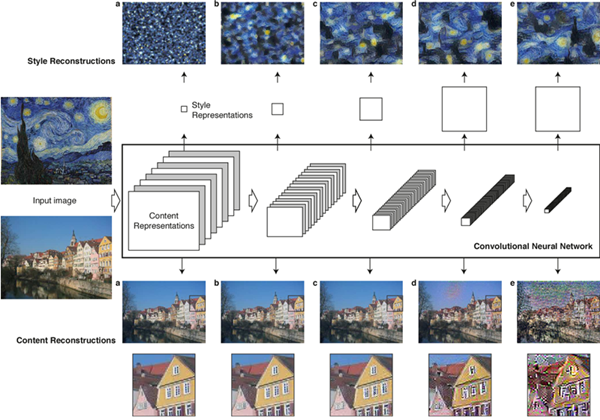 a b c d e
Style Reconstructions
Style
Representations
Input image
Content
Representations
Convolutional Neural Network
a b c d e
Content Reconstructions